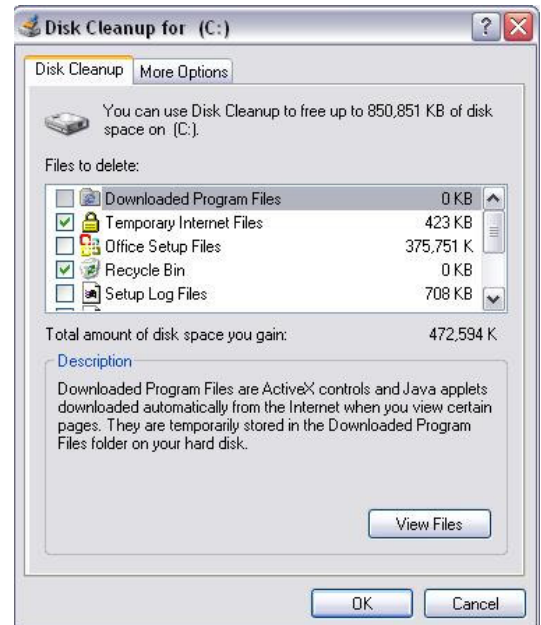 Disk Cleanup for (C:)
Disk Cleanup
More Options
You can use Disk Cleanup to free up to 850,851 KB of disk
space on (C:).
Files to delete:
Downloaded Program Files 0 KB
Temporary Internet Files 423 KB
Office Setup Files 375,751 K
Recycle Bin 0 KB
Setup Log Files 708 KB
Total amount of disk space you gain: 472,594 K
Description
Downloaded Program Files are ActiveX controls and Java applets
downloaded automatically from the Internet when you view certain
pages. They are temporarily stored in the Downloaded Program
Files folder on your hard disk.
View Files
OK
Cancel